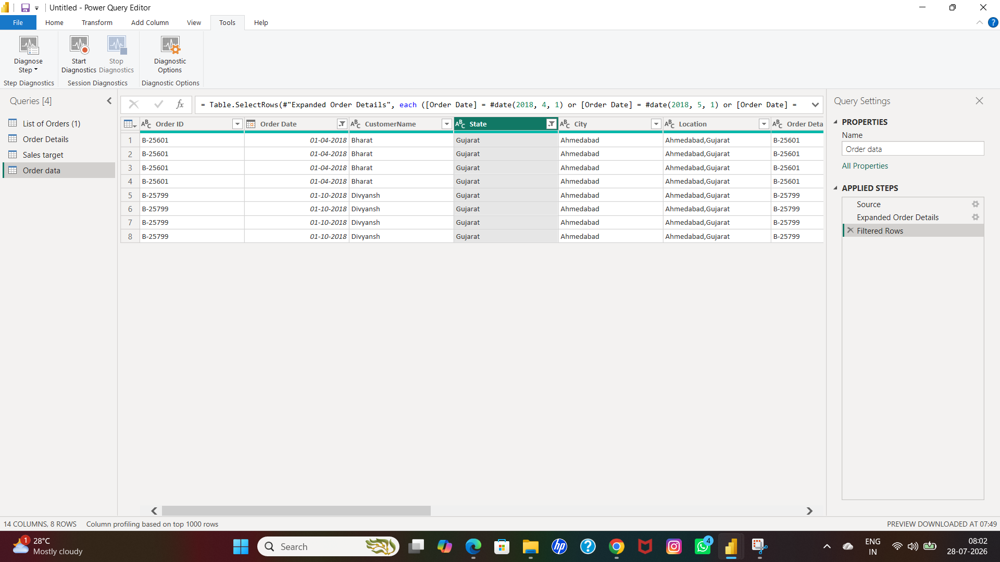 Untitled - Power Query Editor
File Home Transform Add Column View Tools Help
Diagnose Step
Start Diagnostics
Stop Diagnostics
Diagnostic Options
Step Diagnostics Session Diagnostics Diagnostic Options
Queries [4]
List of Orders (1)
Order Details
Sales target
Order data
fx = Table.SelectRows(#"Expanded Order Details", each ([Order Date] = #date(2018, 4, 1) or [Order Date] = #date(2018, 5, 1) or [Order Date] =
ABC Order ID Order Date ABC CustomerName ABC State ABC City ABC Location ABC Order Deta
1 B-25601 01-04-2018 Bharat Gujarat Ahmedabad Ahmedabad,Gujarat B-25601
2 B-25601 01-04-2018 Bharat Gujarat Ahmedabad Ahmedabad,Gujarat B-25601
3 B-25601 01-04-2018 Bharat Gujarat Ahmedabad Ahmedabad,Gujarat B-25601
4 B-25601 01-04-2018 Bharat Gujarat Ahmedabad Ahmedabad,Gujarat B-25601
5 B-25799 01-10-2018 Divyansh Gujarat Ahmedabad Ahmedabad,Gujarat B-25799
6 B-25799 01-10-2018 Divyansh Gujarat Ahmedabad Ahmedabad,Gujarat B-25799
7 B-25799 01-10-2018 Divyansh Gujarat Ahmedabad Ahmedabad,Gujarat B-25799
8 B-25799 01-10-2018 Divyansh Gujarat Ahmedabad Ahmedabad,Gujarat B-25799
Query Settings
PROPERTIES
Name
Order data
All Properties
APPLIED STEPS
Source
Expanded Order Details
Filtered Rows
14 COLUMNS, 8 ROWS Column profiling based on top 1000 rows PREVIEW DOWNLOADED AT 07:49
1 28°C
Mostly cloudy
Search
hp
4
ENG
IN
08:02
28-07-2026